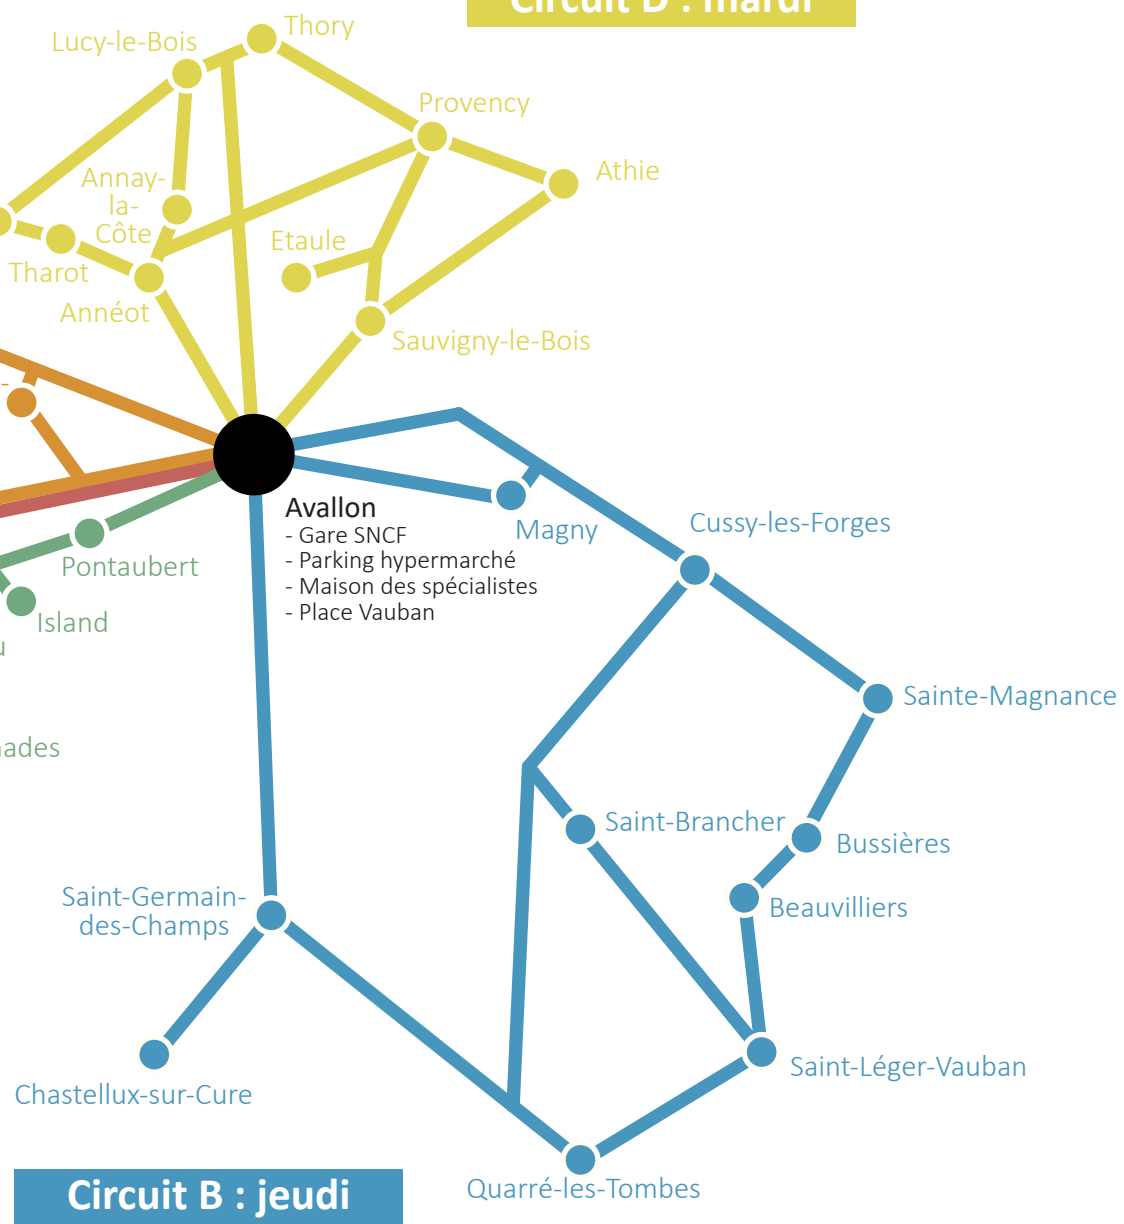 Circuit D : mardi
Thory
Lucy-le-Bois
Provency
Athie
Annay-
la-
Côte
Etaule
Tharot
Annéot
Sauvigny-le-Bois
Avallon
- Gare SNCF
- Parking hypermarché
- Maison des spécialistes
- Place Vauban
Magny
Cussy-les-Forges
Pontaubert
Island
Sainte-Magnance
Saint-Brancher
Bussières
Saint-Germain-
des-Champs
Beauvilliers
Saint-Léger-Vauban
Chastellux-sur-Cure
Quarré-les-Tombes
Circuit B : jeudi